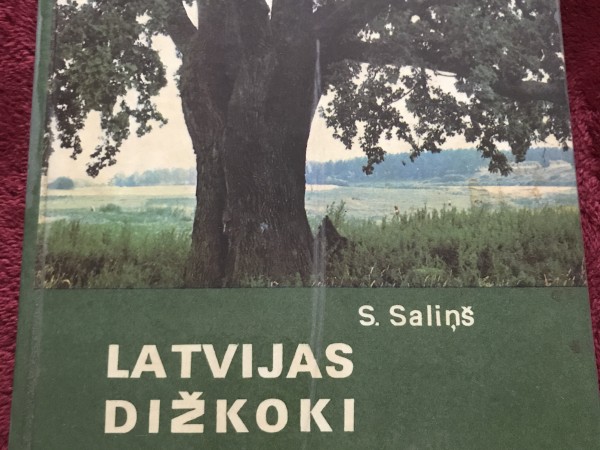 S. Saliņš
LATVIJAS
DIŽKOKI